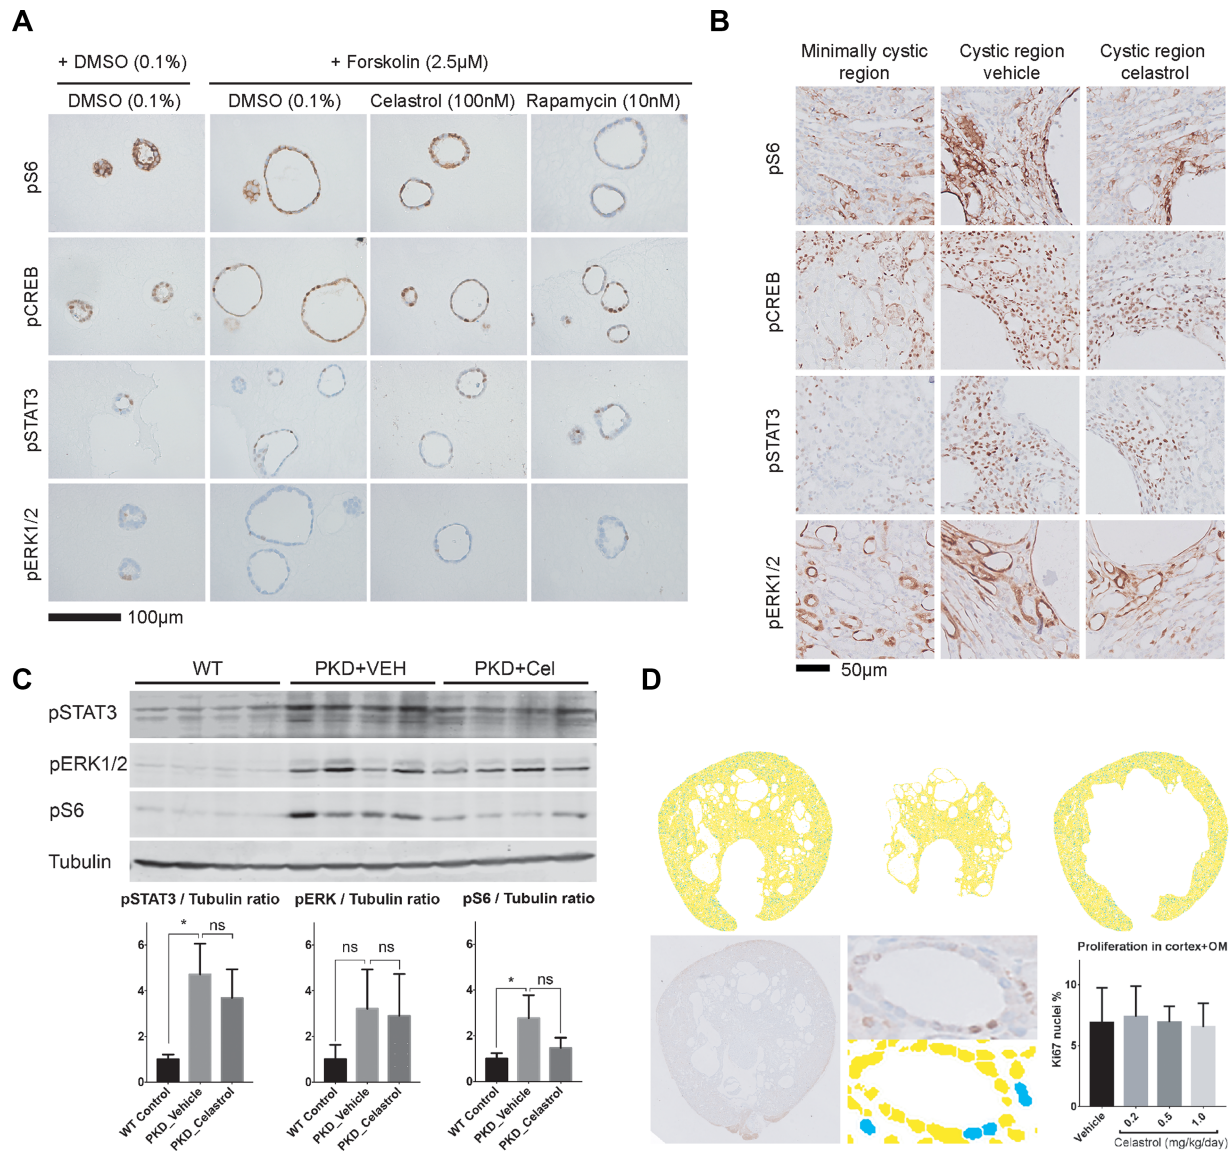 A
+ DMSO (0.1%)
+ Forskolin (2.5µM)
DMSO (0.1%)
DMSO (0.1%)
Celastrol (100nM)
Rapamycin (10nM)
pS6
pCREB
pSTAT3
pERK1/2
100µm
B
Minimally cystic
region
Cystic region
vehicle
Cystic region
celastrol
pS6
pCREB
pSTAT3
pERK1/2
50µm
C
WT
PKD+VEH
PKD+Cel
pSTAT3
pERK1/2
pS6
Tubulin
pSTAT3 / Tubulin ratio
6
4
2
0
*
ns
WT Control
PKD_Vehicle
PKD_Celastrol
pERK / Tubulin ratio
6
4
2
0
ns
ns
WT Control
PKD_Vehicle
PKD_Celastrol
pS6 / Tubulin ratio
6
4
2
0
*
ns
WT Control
PKD_Vehicle
PKD_Celastrol
D
Proliferation in cortex+OM
Ki67 nuclei %
10
5
0
Vehicle
0.2
0.5
1.0
Celastrol (mg/kg/day)